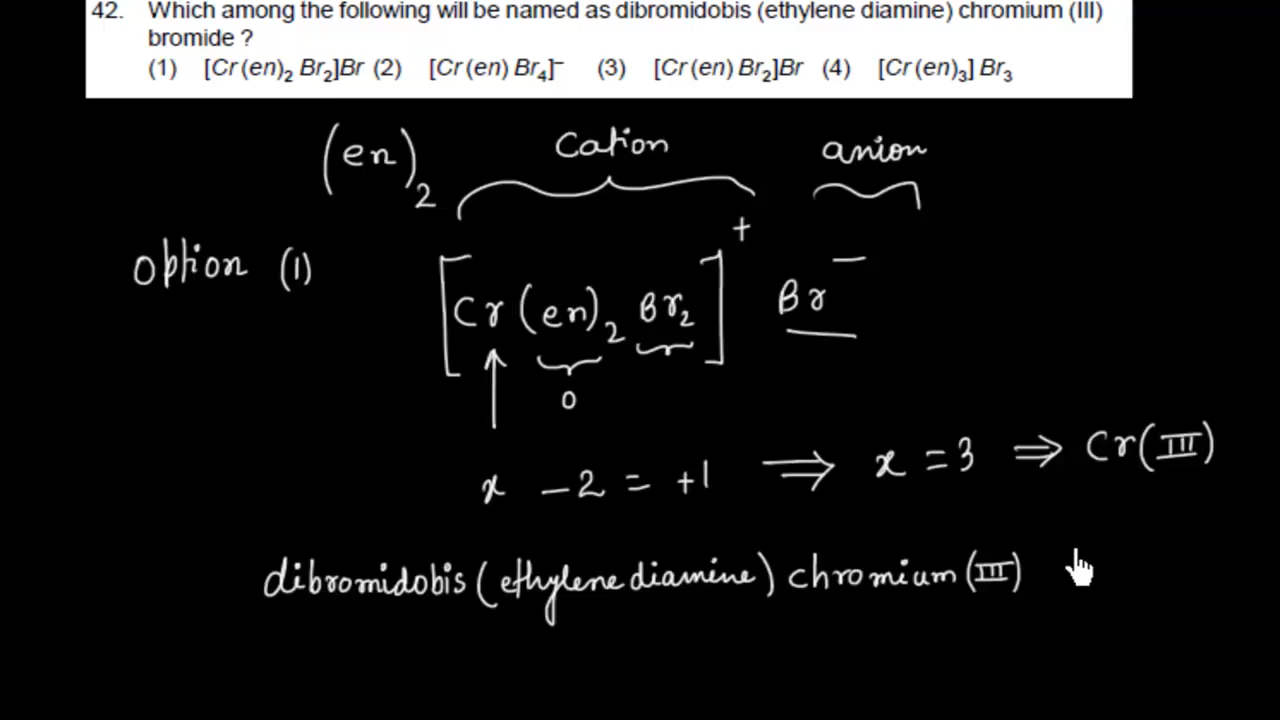 42. Which among the following will be named as dibromidobis (ethylene diamine) chromium (III)
bromide ?
(1) [Cr(en)₂ Br₂]Br (2) [Cr(en) Br₄]⁻ (3) [Cr(en) Br₂]Br (4) [Cr(en)₃] Br₃
(en)₂ Cation anion
Option (1) [Cr(en)₂ Br₂]⁺ Br⁻
0
x - 2 = +1 ⟹ x = 3 ⟹ Cr(III)
dibromidobis (ethylene diamine) chromium (III)